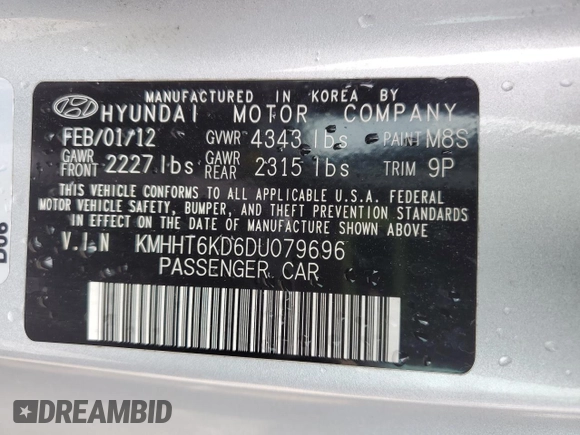 MANUFACTURED IN KOREA BY
HYUNDAI MOTOR COMPANY
FEB/01/12 GVWR 4343 lbs PAINT M8S
GAWR FRONT 2227 lbs GAWR REAR 2315 lbs TRIM 9P
THIS VEHICLE CONFORMS TO ALL APPLICABLE U.S.A. FEDERAL
MOTOR VEHICLE SAFETY, BUMPER, AND THEFT PREVENTION STANDARDS
IN EFFECT ON THE DATE OF MANUFACTURE SHOWN ABOVE
V.I.N KMHHT6KD6DU079696
PASSENGER CAR
D06
DREAMBID